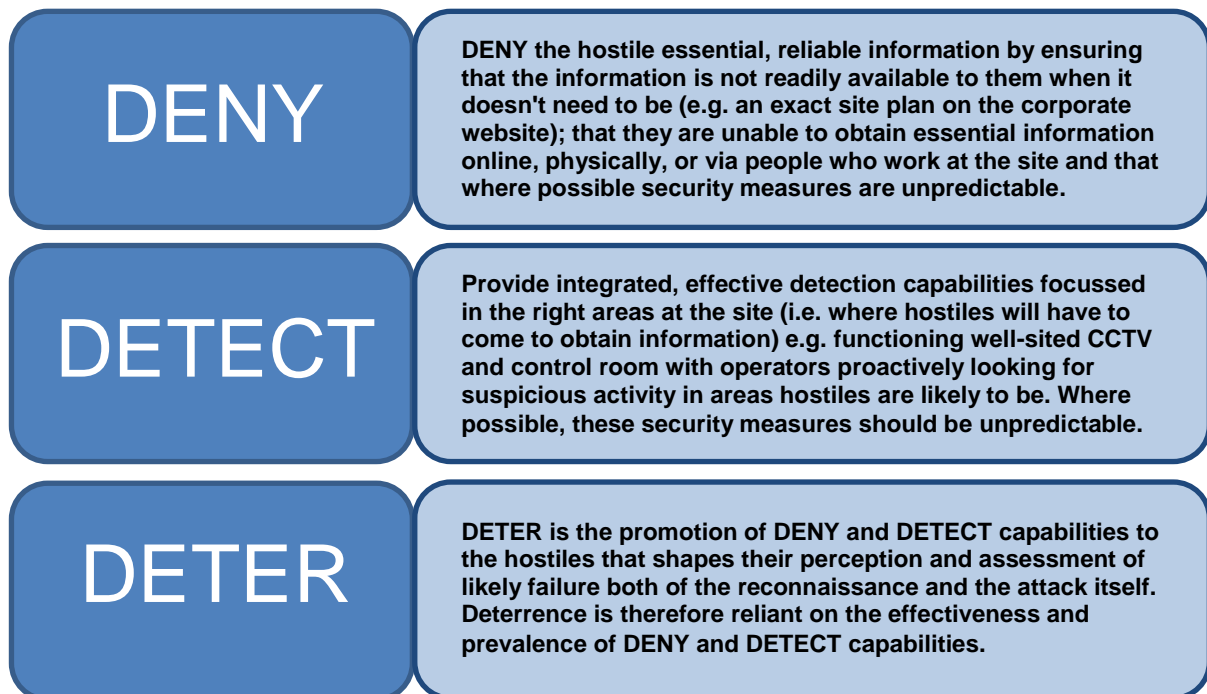 DENY
DENY the hostile essential, reliable information by ensuring
that the information is not readily available to them when it
doesn't need to be (e.g. an exact site plan on the corporate
website); that they are unable to obtain essential information
online, physically, or via people who work at the site and that
where possible security measures are unpredictable.
DETECT
Provide integrated, effective detection capabilities focussed
in the right areas at the site (i.e. where hostiles will have to
come to obtain information) e.g. functioning well-sited CCTV
and control room with operators proactively looking for
suspicious activity in areas hostiles are likely to be. Where
possible, these security measures should be unpredictable.
DETER
DETER is the promotion of DENY and DETECT capabilities to
the hostiles that shapes their perception and assessment of
likely failure both of the reconnaissance and the attack itself.
Deterrence is therefore reliant on the effectiveness and
prevalence of DENY and DETECT capabilities.